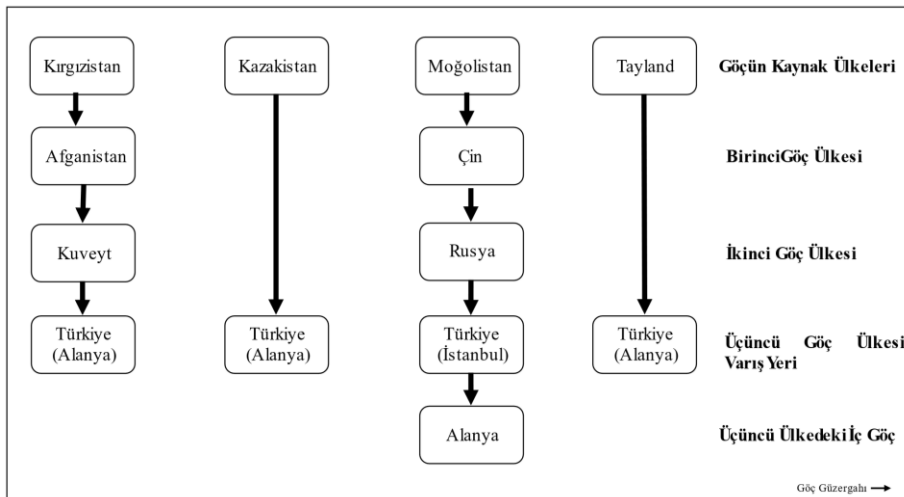 Kırgızistan
Kazakistan
Moğolistan
Tayland
Göçün Kaynak Ülkeleri
Afganistan
Çin
BirinciGöç Ülkesi
Kuveyt
Rusya
İkinci Göç Ülkesi
Türkiye
(Alanya)
Türkiye
(Alanya)
Türkiye
(İstanbul)
Türkiye
(Alanya)
Üçüncü Göç Ülkesi
Varış Yeri
Alanya
Üçüncü Ülkedeki İç Göç
Göç Güzergahı